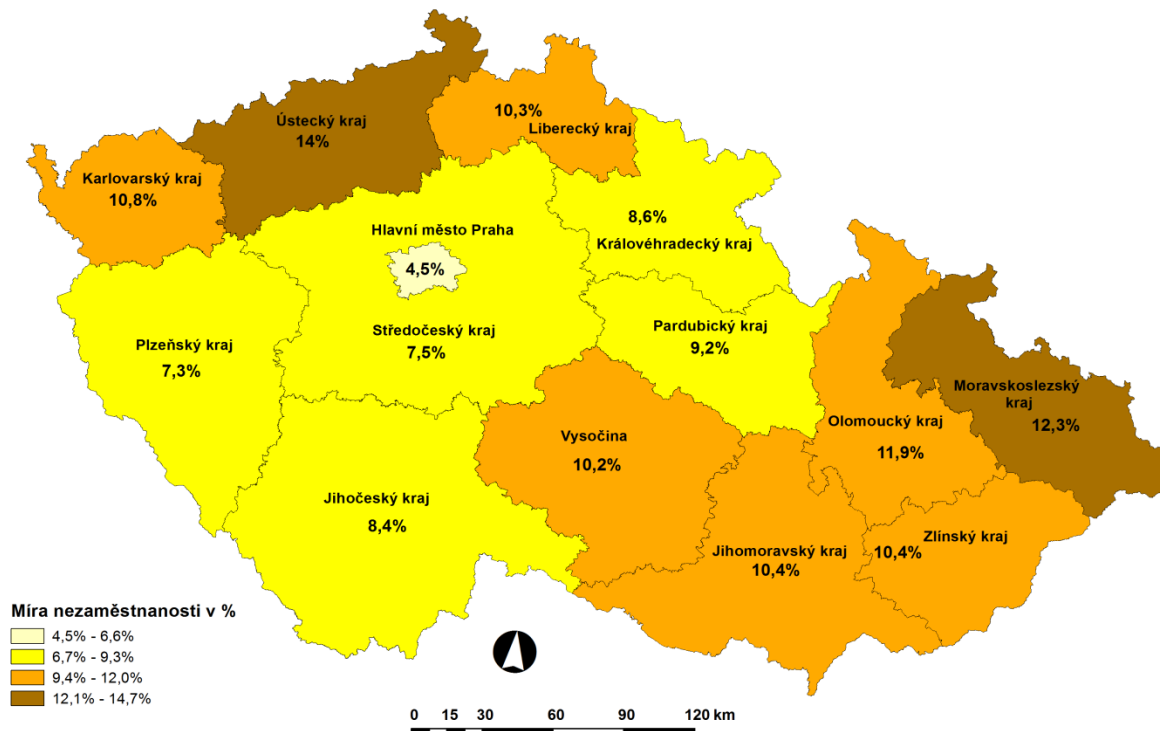 Ústecký kraj
14%
10,3%
Liberecký kraj
Karlovarský kraj
10,8%
8,6%
Královéhradecký kraj
Hlavní město Praha
4,5%
Středočeský kraj
7,5%
Pardubický kraj
9,2%
Plzeňský kraj
7,3%
Moravskoslezský
kraj
12,3%
Olomoucký kraj
11,9%
Vysočina
10,2%
Jihočeský kraj
8,4%
Jihomoravský kraj
10,4%
Zlínský kraj
10,4%
Míra nezaměstnanosti v %
4,5% - 6,6%
6,7% - 9,3%
9,4% - 12,0%
12,1% - 14,7%
0 15 30 60 90 120 km